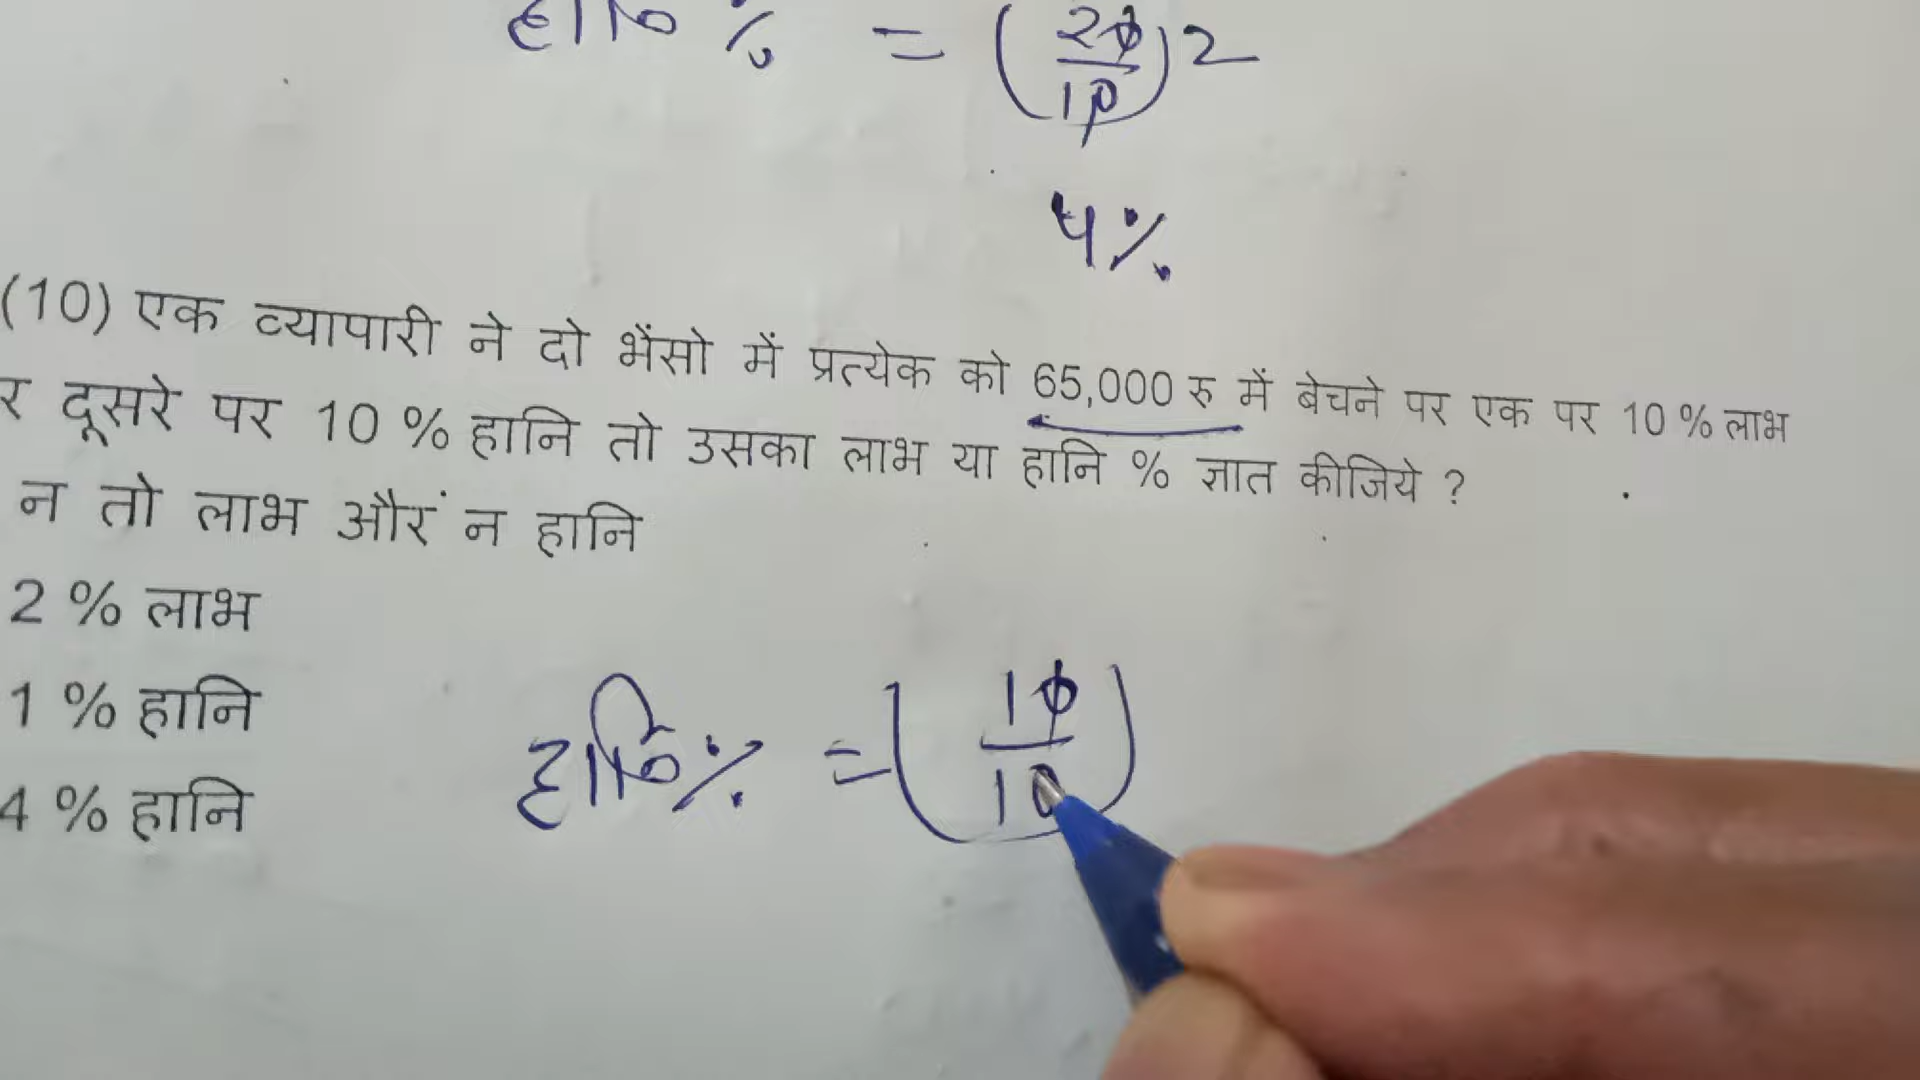 हानि % = (20/10)2
4%
(10) एक व्यापारी ने दो भैंसो में प्रत्येक को 65,000 रु में बेचने पर एक पर 10 % लाभ
र दूसरे पर 10 % हानि तो उसका लाभ या हानि % ज्ञात कीजिये ?
न तो लाभ और न हानि
2 % लाभ
1 % हानि
4 % हानि
हानि % = (10/10)